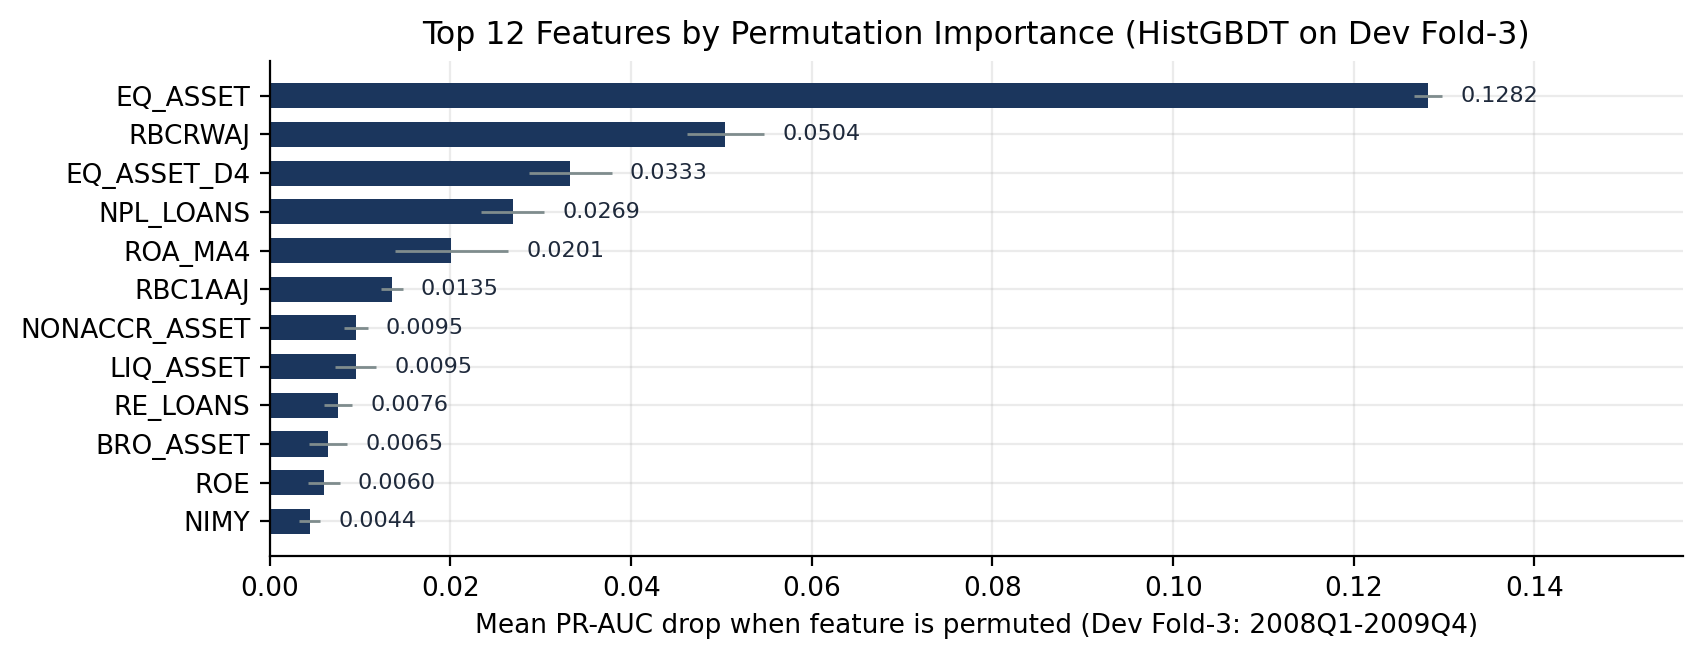 Top 12 Features by Permutation Importance (HistGBDT on Dev Fold-3)
EQ_ASSET 0.1282
RBCRWAJ 0.0504
EQ_ASSET_D4 0.0333
NPL_LOANS 0.0269
ROA_MA4 0.0201
RBC1AAJ 0.0135
NONACCR_ASSET 0.0095
LIQ_ASSET 0.0095
RE_LOANS 0.0076
BRO_ASSET 0.0065
ROE 0.0060
NIMY 0.0044
0.00 0.02 0.04 0.06 0.08 0.10 0.12 0.14
Mean PR-AUC drop when feature is permuted (Dev Fold-3: 2008Q1-2009Q4)